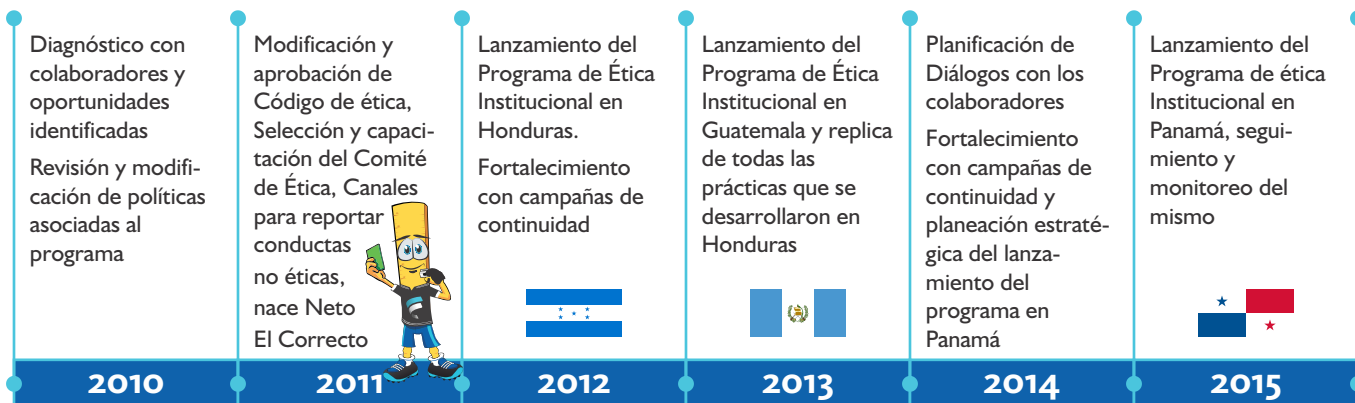 Diagnóstico con
colaboradores y
oportunidades
identificadas
Revisión y modifi-
cación de políticas
asociadas al
programa
2010
Modificación y
aprobación de
Código de ética,
Selección y capaci-
tación del Comité
de Ética, Canales
para reportar
conductas
no éticas,
nace Neto
El Correcto
2011
Lanzamiento del
Programa de Ética
Institucional en
Honduras.
Fortalecimiento
con campañas de
continuidad
2012
Lanzamiento del
Programa de Ética
Institucional en
Guatemala y replica
de todas las
prácticas que se
desarrollaron en
Honduras
2013
Planificación de
Diálogos con los
colaboradores
Fortalecimiento
con campañas de
continuidad y
planeación estraté-
gica del lanza-
miento del
programa en
Panamá
2014
Lanzamiento del
Programa de ética
Institucional en
Panamá, segui-
miento y
monitoreo del
mismo
2015